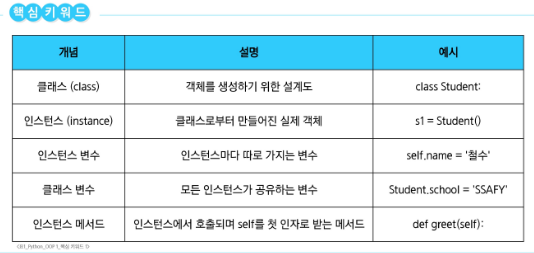 핵심키워드
개념 설명 예시
클래스 (class) 객체를 생성하기 위한 설계도 class Student:
인스턴스 (instance) 클래스로부터 만들어진 실제 객체 s1 = Student()
인스턴스 변수 인스턴스마다 따로 가지는 변수 self.name = '철수'
클래스 변수 모든 인스턴스가 공유하는 변수 Student.school = 'SSAFY'
인스턴스 메서드 인스턴스에서 호출되며 self를 첫 인자로 받는 메서드 def greet(self):